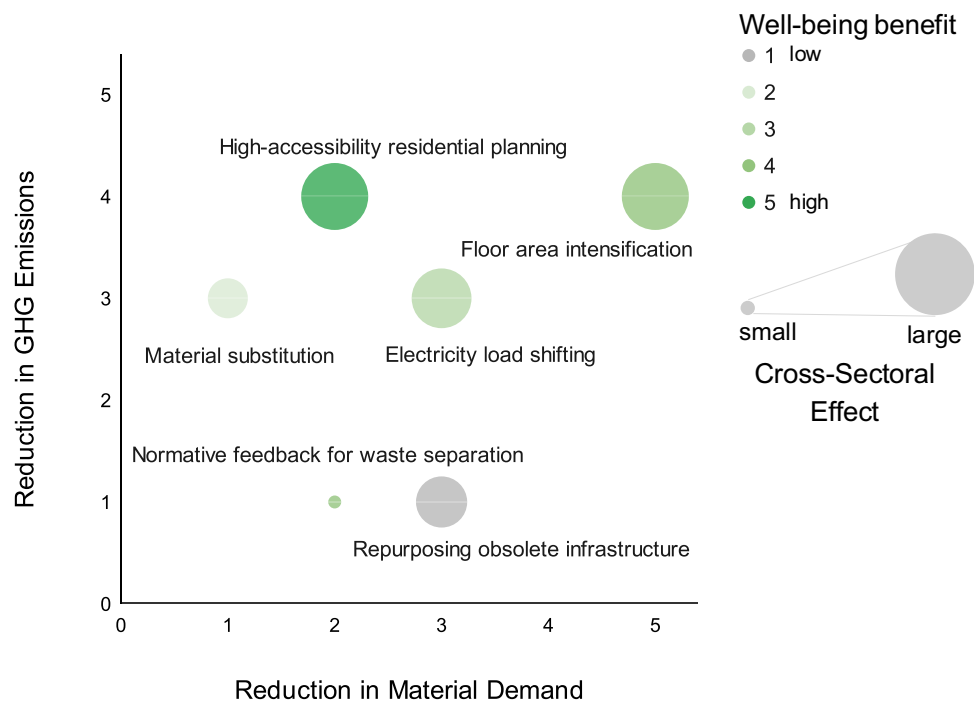 Well-being benefit
1 low
2
3
4
5 high
small
large
Cross-Sectoral
Effect
Reduction in GHG Emissions
5
4
3
2
1
0
High-accessibility residential planning
Floor area intensification
Material substitution
Electricity load shifting
Normative feedback for waste separation
Repurposing obsolete infrastructure
0 1 2 3 4 5
Reduction in Material Demand